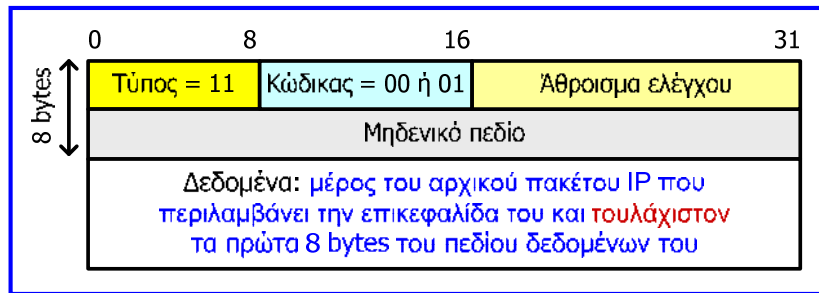 0 8 16 31
8 bytes
Τύπος = 11 Κώδικας = 00 ή 01 Άθροισμα ελέγχου
Μηδενικό πεδίο
Δεδομένα: μέρος του αρχικού πακέτου IP που
περιλαμβάνει την επικεφαλίδα του και τουλάχιστον
τα πρώτα 8 bytes του πεδίου δεδομένων του